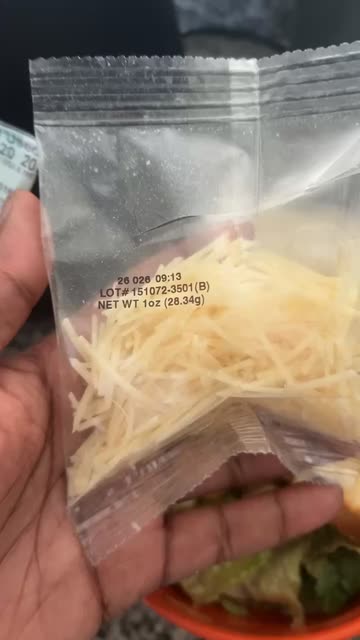 26 026 09:13
LOT# 151072-3501(B)
NET WT 1oz (28.34g)